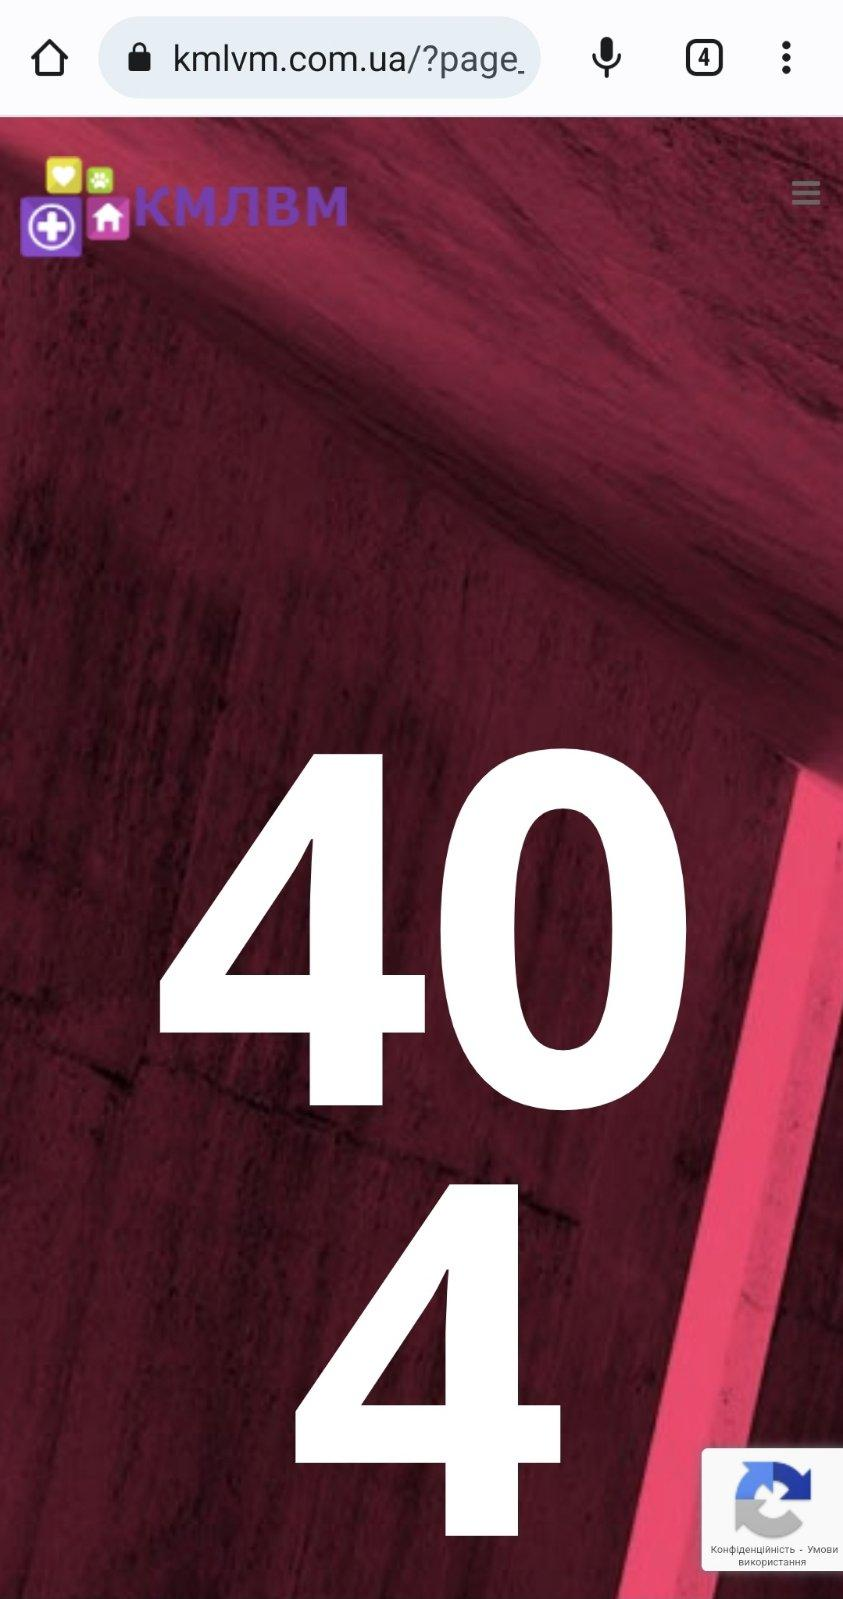 kmlvm.com.ua/?page_
4
КМЛВМ
40
4
Конфіденційність - Умови
використання